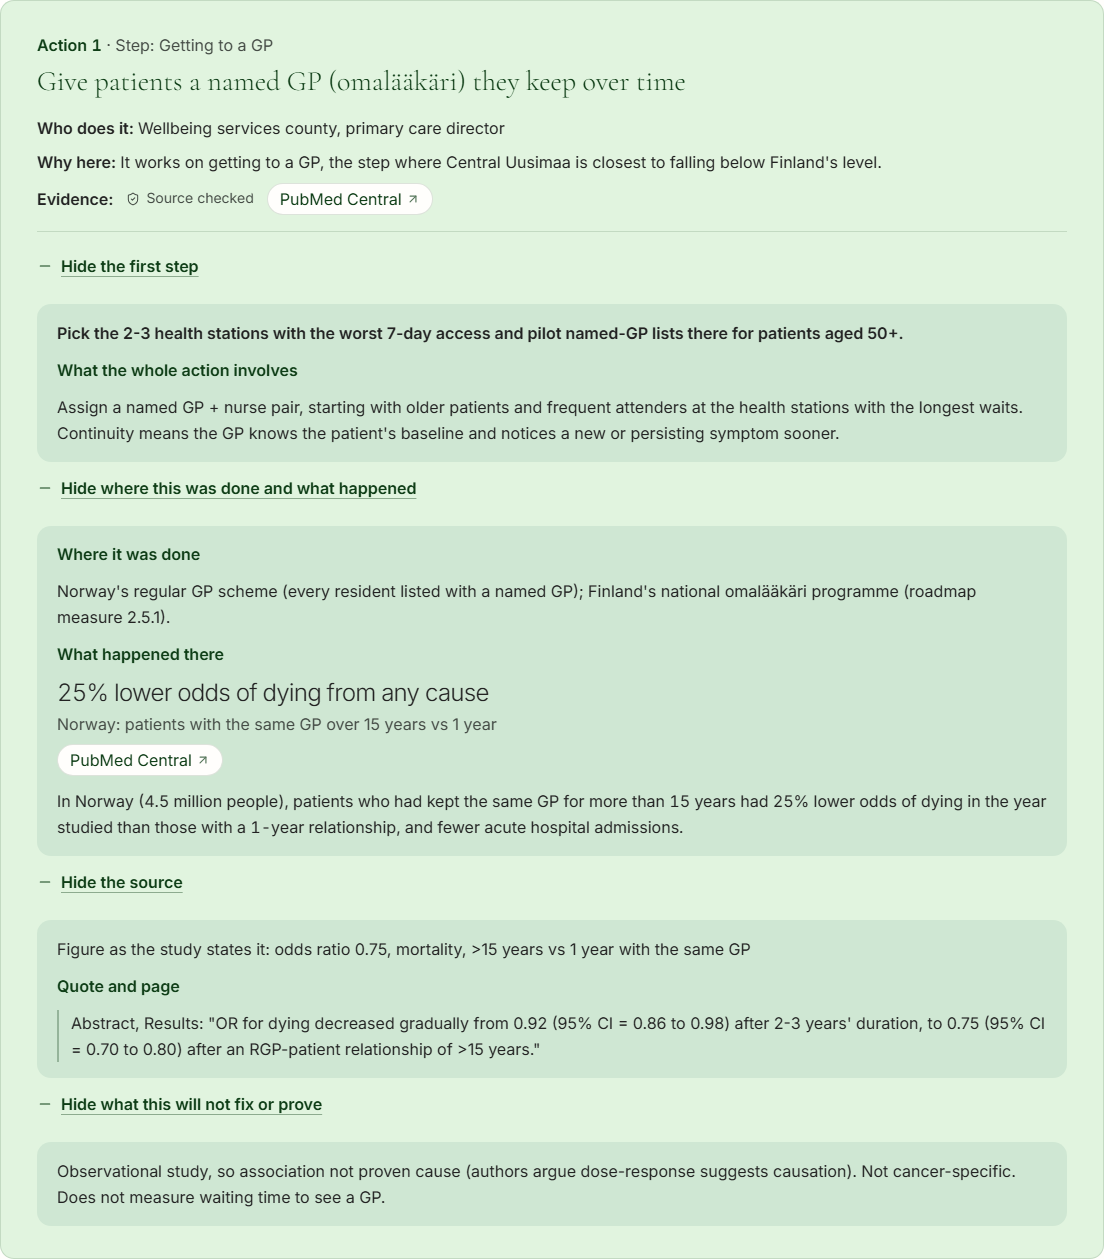 Action 1 · Step: Getting to a GP
Give patients a named GP (omalääkäri) they keep over time
Who does it: Wellbeing services county, primary care director
Why here: It works on getting to a GP, the step where Central Uusimaa is closest to falling below Finland's level.
Evidence: Source checked PubMed Central ↗
– Hide the first step
Pick the 2-3 health stations with the worst 7-day access and pilot named-GP lists there for patients aged 50+.
What the whole action involves
Assign a named GP + nurse pair, starting with older patients and frequent attenders at the health stations with the longest waits.
Continuity means the GP knows the patient's baseline and notices a new or persisting symptom sooner.
– Hide where this was done and what happened
Where it was done
Norway's regular GP scheme (every resident listed with a named GP); Finland's national omalääkäri programme (roadmap
measure 2.5.1).
What happened there
25% lower odds of dying from any cause
Norway: patients with the same GP over 15 years vs 1 year
PubMed Central ↗
In Norway (4.5 million people), patients who had kept the same GP for more than 15 years had 25% lower odds of dying in the year
studied than those with a 1-year relationship, and fewer acute hospital admissions.
– Hide the source
Figure as the study states it: odds ratio 0.75, mortality, >15 years vs 1 year with the same GP
Quote and page
Abstract, Results: "OR for dying decreased gradually from 0.92 (95% CI = 0.86 to 0.98) after 2-3 years' duration, to 0.75 (95% CI
= 0.70 to 0.80) after an RGP-patient relationship of >15 years."
– Hide what this will not fix or prove
Observational study, so association not proven cause (authors argue dose-response suggests causation). Not cancer-specific.
Does not measure waiting time to see a GP.